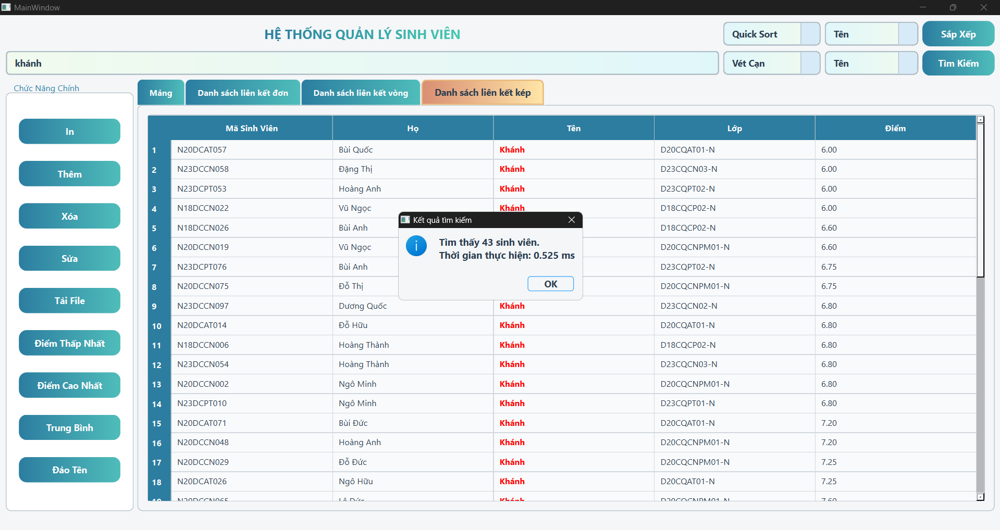 MainWindow
HỆ THỐNG QUẢN LÝ SINH VIÊN
Quick Sort
Tên
Sắp Xếp
khánh
Vét Cạn
Tên
Tìm Kiếm
Chức Năng Chính
In
Thêm
Xóa
Sửa
Tải File
Điểm Thấp Nhất
Điểm Cao Nhất
Trung Bình
Đảo Tên
Mảng
Danh sách liên kết đơn
Danh sách liên kết vòng
Danh sách liên kết kép
Mã Sinh Viên Họ Tên Lớp Điểm
1 N20DCAT057 Bùi Quốc Khánh D20CQAT01-N 6.00
2 N23DCCN058 Đặng Thị Khánh D23CQCN03-N 6.00
3 N23DCPT053 Hoàng Anh Khánh D23CQPT02-N 6.00
4 N18DCCN022 Vũ Ngọc Khánh D18CQCP02-N 6.00
5 N18DCCN026 Bùi Anh D18CQCP02-N 6.60
6 N20DCCN019 Vũ Ngọc D20CQCNPM01-N 6.60
7 N23DCPT076 Bùi Anh D23CQPT02-N 6.75
8 N20DCCN075 Đỗ Thị D20CQCNPM01-N 6.75
9 N23DCCN097 Dương Quốc Khánh D23CQCN02-N 6.80
10 N20DCAT014 Đỗ Hữu Khánh D20CQAT01-N 6.80
11 N18DCCN006 Hoàng Thành Khánh D18CQCP02-N 6.80
12 N23DCCN054 Hoàng Thành Khánh D23CQCN03-N 6.80
13 N20DCCN002 Ngô Minh Khánh D20CQCNPM01-N 6.80
14 N23DCPT010 Ngô Minh Khánh D23CQPT01-N 6.80
15 N20DCAT071 Bùi Đức Khánh D20CQAT01-N 7.20
16 N20DCCN048 Hoàng Anh Khánh D20CQCNPM01-N 7.20
17 N20DCCN029 Đỗ Đức Khánh D20CQCNPM01-N 7.25
18 N20DCAT026 Ngô Hữu Khánh D20CQAT01-N 7.25
Kết quả tìm kiếm
Tìm thấy 43 sinh viên.
Thời gian thực hiện: 0.525 ms
OK